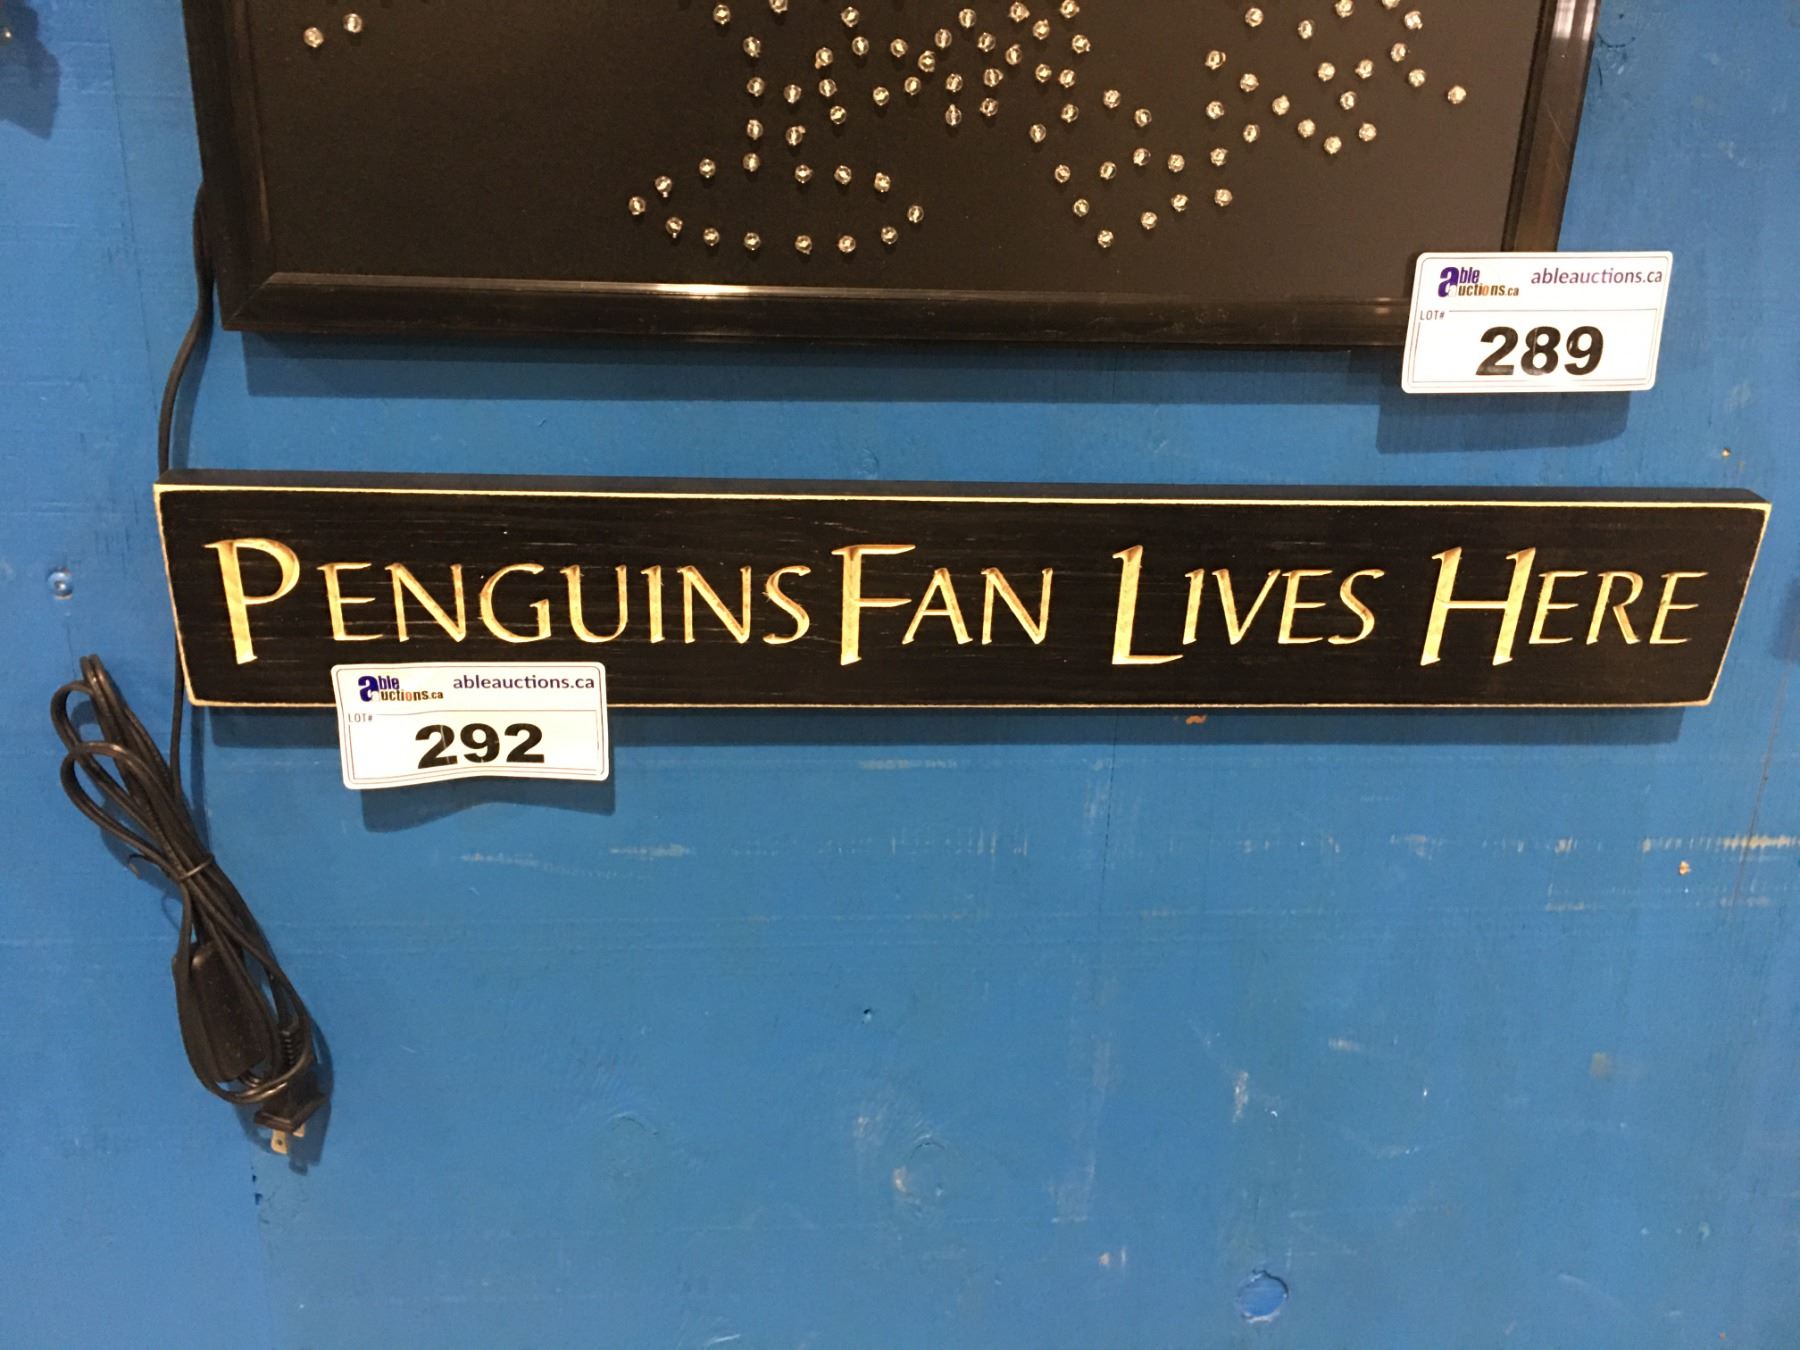 able auctions.ca ableauctions.ca
LOT#
289
PENGUINS FAN LIVES HERE
able auctions.ca ableauctions.ca
LOT#
292